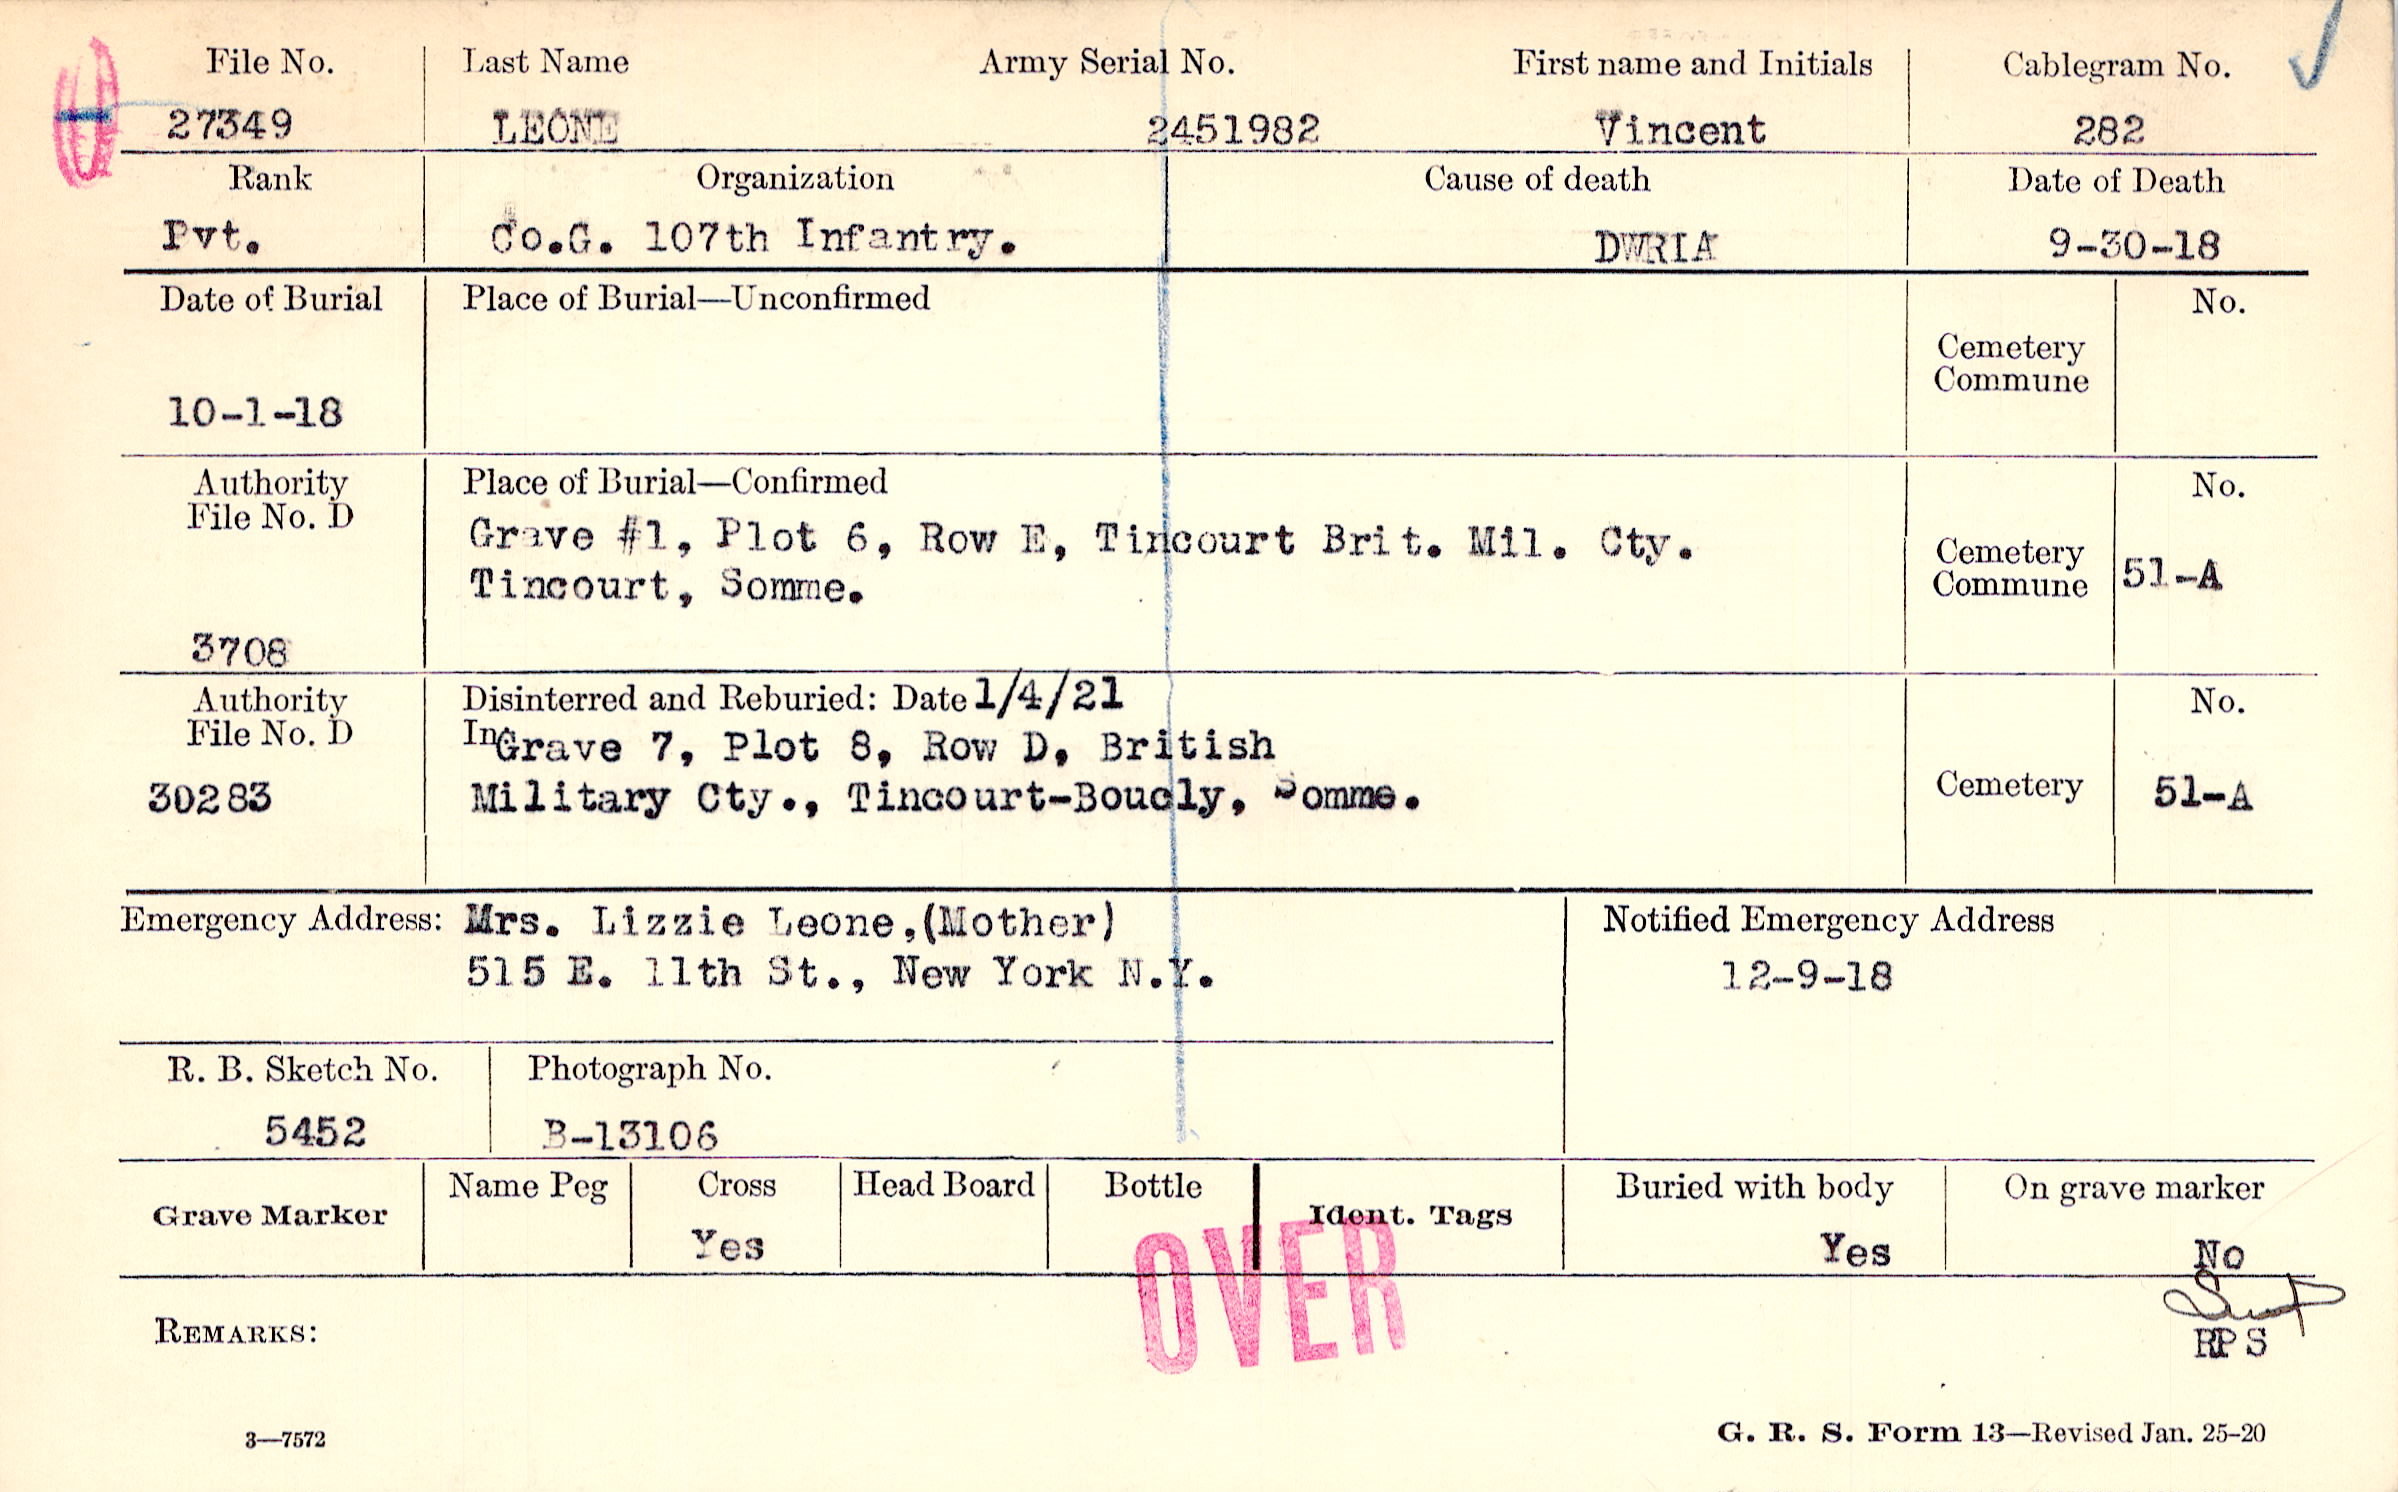 File No. Last Name Army Serial No. First name and Initials Cablegram No.
27349 LEONE 2451982 Vincent 282
Rank Organization Cause of death Date of Death
Pvt. Co.G. 107th Infantry. DWRIA 9-30-18
Date of Burial Place of Burial—Unconfirmed No.
Cemetery
Commune
10-1-18
Authority Place of Burial—Confirmed No.
File No. D
Grave #1, Plot 6, Row E, Tincourt Brit. Mil. Cty.
Tincourt, Somme.
Cemetery
Commune 51-A
3708
Authority Disinterred and Reburied: Date 1/4/21 No.
File No. D In Grave 7, Plot 8, Row D, British
30283 Military Cty., Tincourt-Boucly, Somme. Cemetery 51-A
Emergency Address: Mrs. Lizzie Leone,(Mother) Notified Emergency Address
515 E. 11th St., New York N.Y. 12-9-18
R. B. Sketch No. Photograph No.
5452 B-13106
Grave Marker Name Peg Cross Head Board Bottle Ident. Tags Buried with body On grave marker
Yes Yes No
OVER
REMARKS:
RPS
3—7572 G. R. S. Form 13—Revised Jan. 25-20